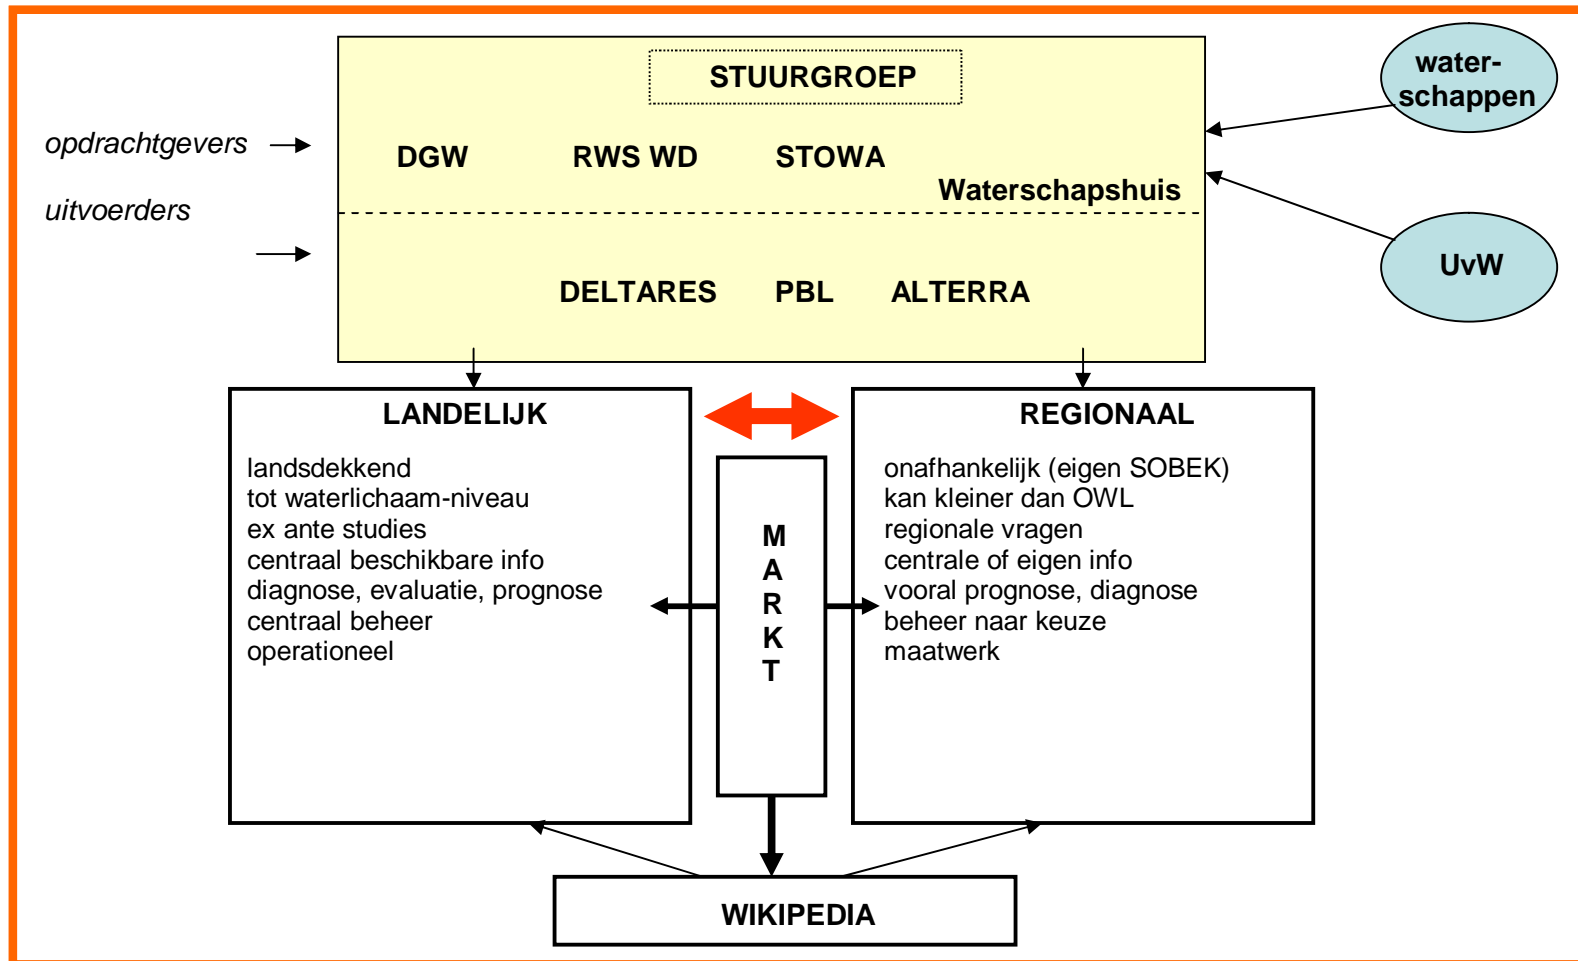 STUURGROEP
opdrachtgevers
DGW RWS WD STOWA
Waterschapshuis
uitvoerders
DELTARES PBL ALTERRA
water-
schappen
UvW
LANDELIJK
landsdekkend
tot waterlichaam-niveau
ex ante studies
centraal beschikbare info
diagnose, evaluatie, prognose
centraal beheer
operationeel
M
A
R
K
T
REGIONAAL
onafhankelijk (eigen SOBEK)
kan kleiner dan OWL
regionale vragen
centrale of eigen info
vooral prognose, diagnose
beheer naar keuze
maatwerk
WIKIPEDIA